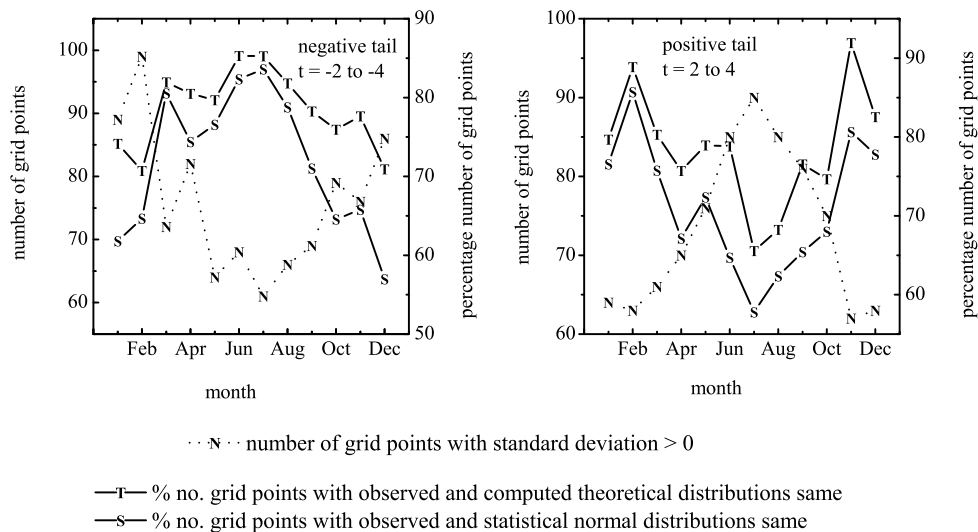 negative tail
t = -2 to -4
number of grid points
100
90
80
70
60
90
80
70
60
50
percentage number of grid points
Feb Apr Jun Aug Oct Dec
month
positive tail
t = 2 to 4
number of grid points
100
90
80
70
60
90
80
70
60
percentage number of grid points
Feb Apr Jun Aug Oct Dec
month
N number of grid points with standard deviation > 0
T % no. grid points with observed and computed theoretical distributions same
S % no. grid points with observed and statistical normal distributions same